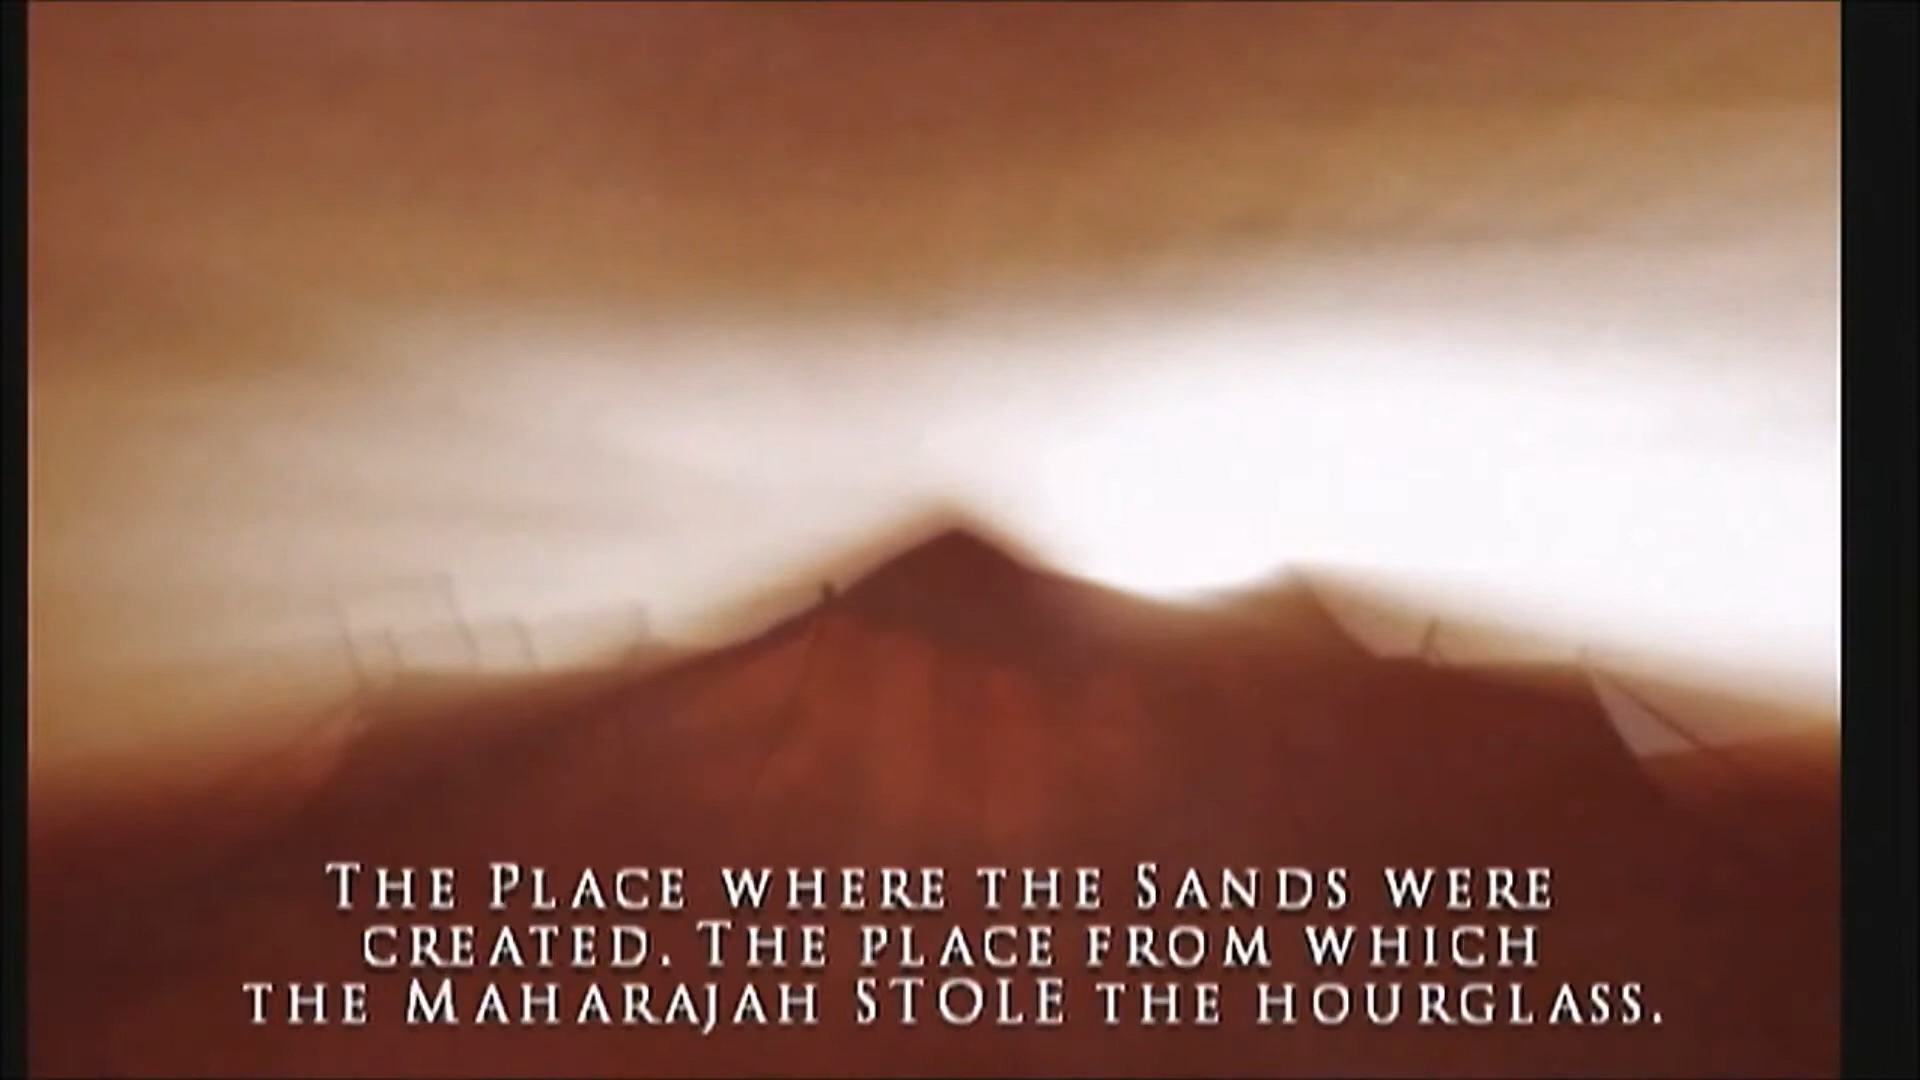 The Place where the Sands were
created. The place from which
the Maharajah stole the hourglass.